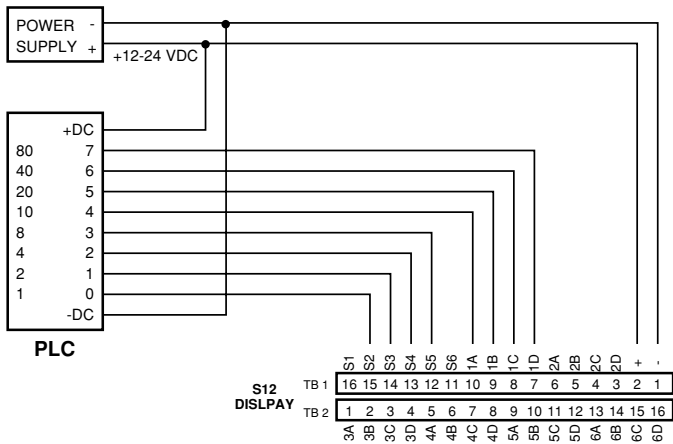 POWER -
SUPPLY +
+12-24 VDC
+DC
80 7
40 6
20 5
10 4
8 3
4 2
2 1
1 0
-DC
PLC
S1 S2 S3 S4 S5 S6 1A 1B 1C 1D 2A 2B 2C 2D + -
S12 TB 1 16 15 14 13 12 11 10 9 8 7 6 5 4 3 2 1
DISLPAY TB 2 1 2 3 4 5 6 7 8 9 10 11 12 13 14 15 16
3A 3B 3C 3D 4A 4B 4C 4D 5A 5B 5C 5D 6A 6B 6C 6D